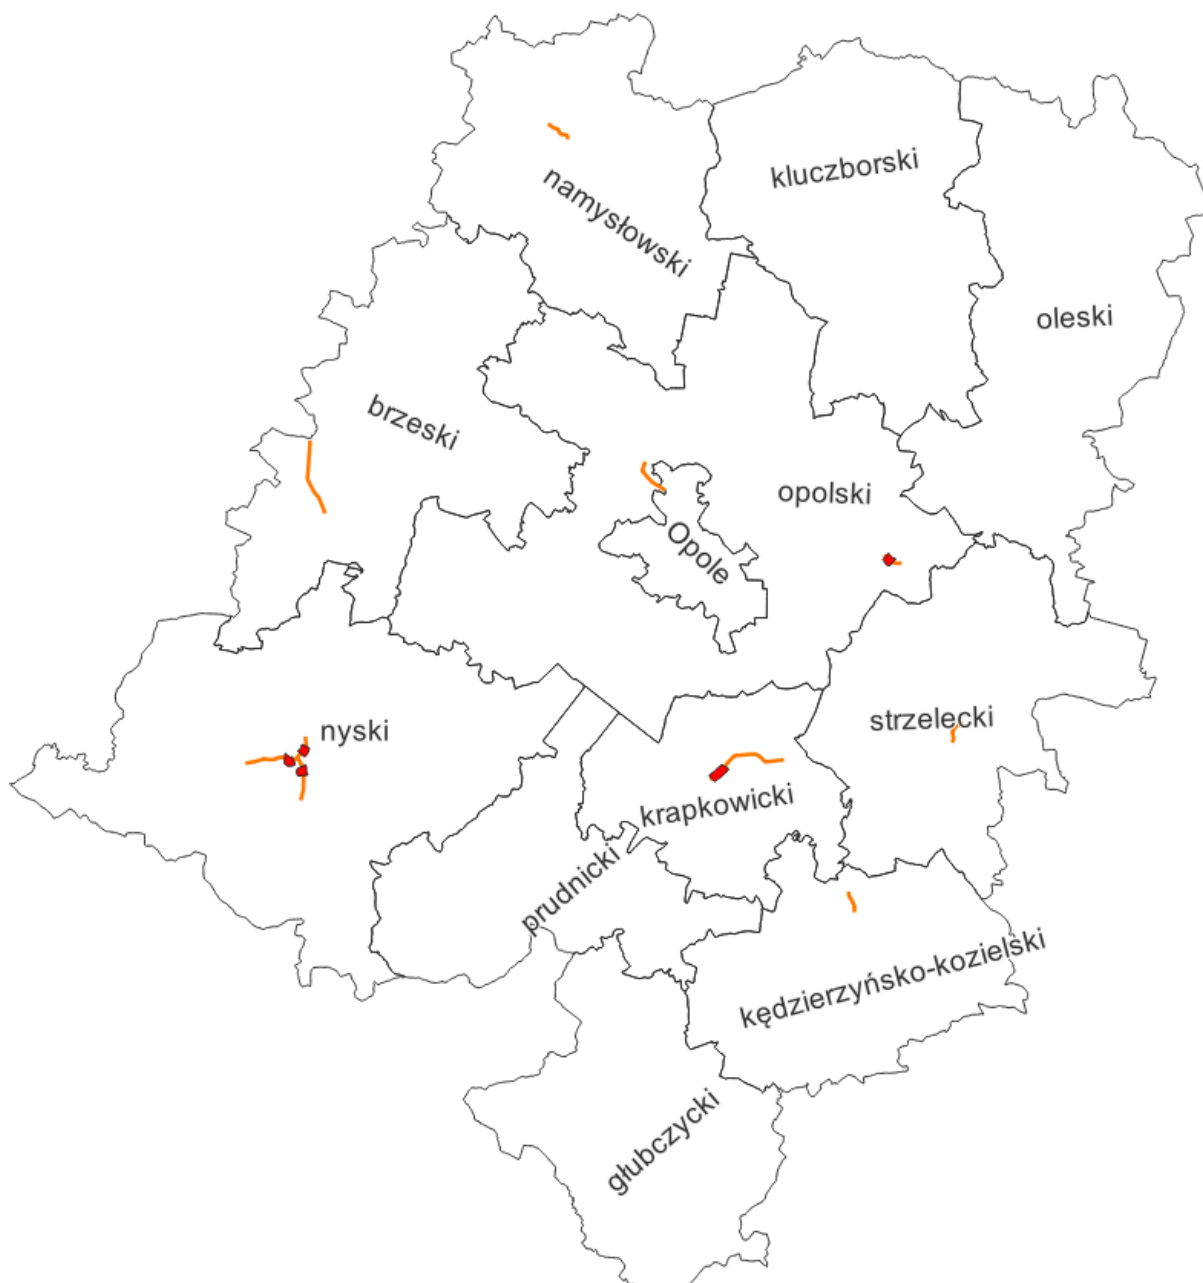 kluczborski
namysłowski
oleski
brzeski
opolski
Opole
strzelecki
nyski
krapkowicki
prudnicki
kędzierzyńsko-kozielski
głubczycki